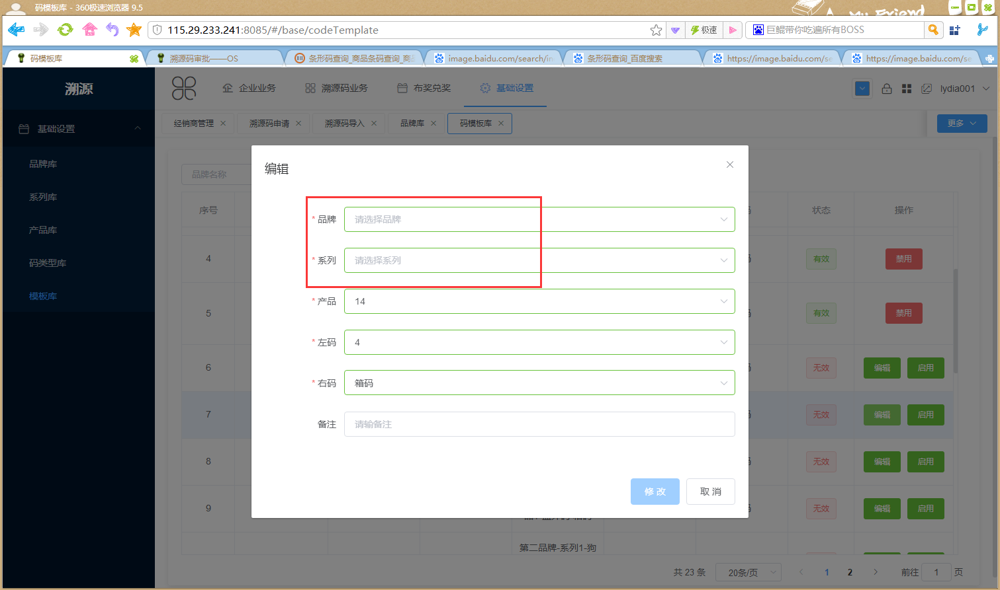 码模板库 - 360极速浏览器 9.5
My Friend
115.29.233.241:8085/#/base/codeTemplate
极速
巨鲲带你吃遍所有BOSS
码模板库
溯源码审批——OS
条形码查询_商品条码查询_商
image.baidu.com/search/in
条形码查询_百度搜索
https://image.baidu.com/se
https://image.baidu.com/se
溯源
企业业务
溯源码业务
布奖兑奖
基础设置
lydia001
基础设置
品牌库
系列库
产品库
码类型库
模板库
经销商管理
溯源码申请
溯源码导入
品牌库
码模板库
更多
品牌名称
序号
状态
操作
4
有效
禁用
5
有效
禁用
6
无效
编辑
启用
7
无效
编辑
启用
8
无效
编辑
启用
9
无效
编辑
启用
第二品牌-系列1-狗
编辑
* 品牌
请选择品牌
* 系列
请选择系列
* 产品
14
* 左码
4
* 右码
箱码
备注
请输备注
修 改
取 消
共 23 条
20条/页
1
2
前往
1
页